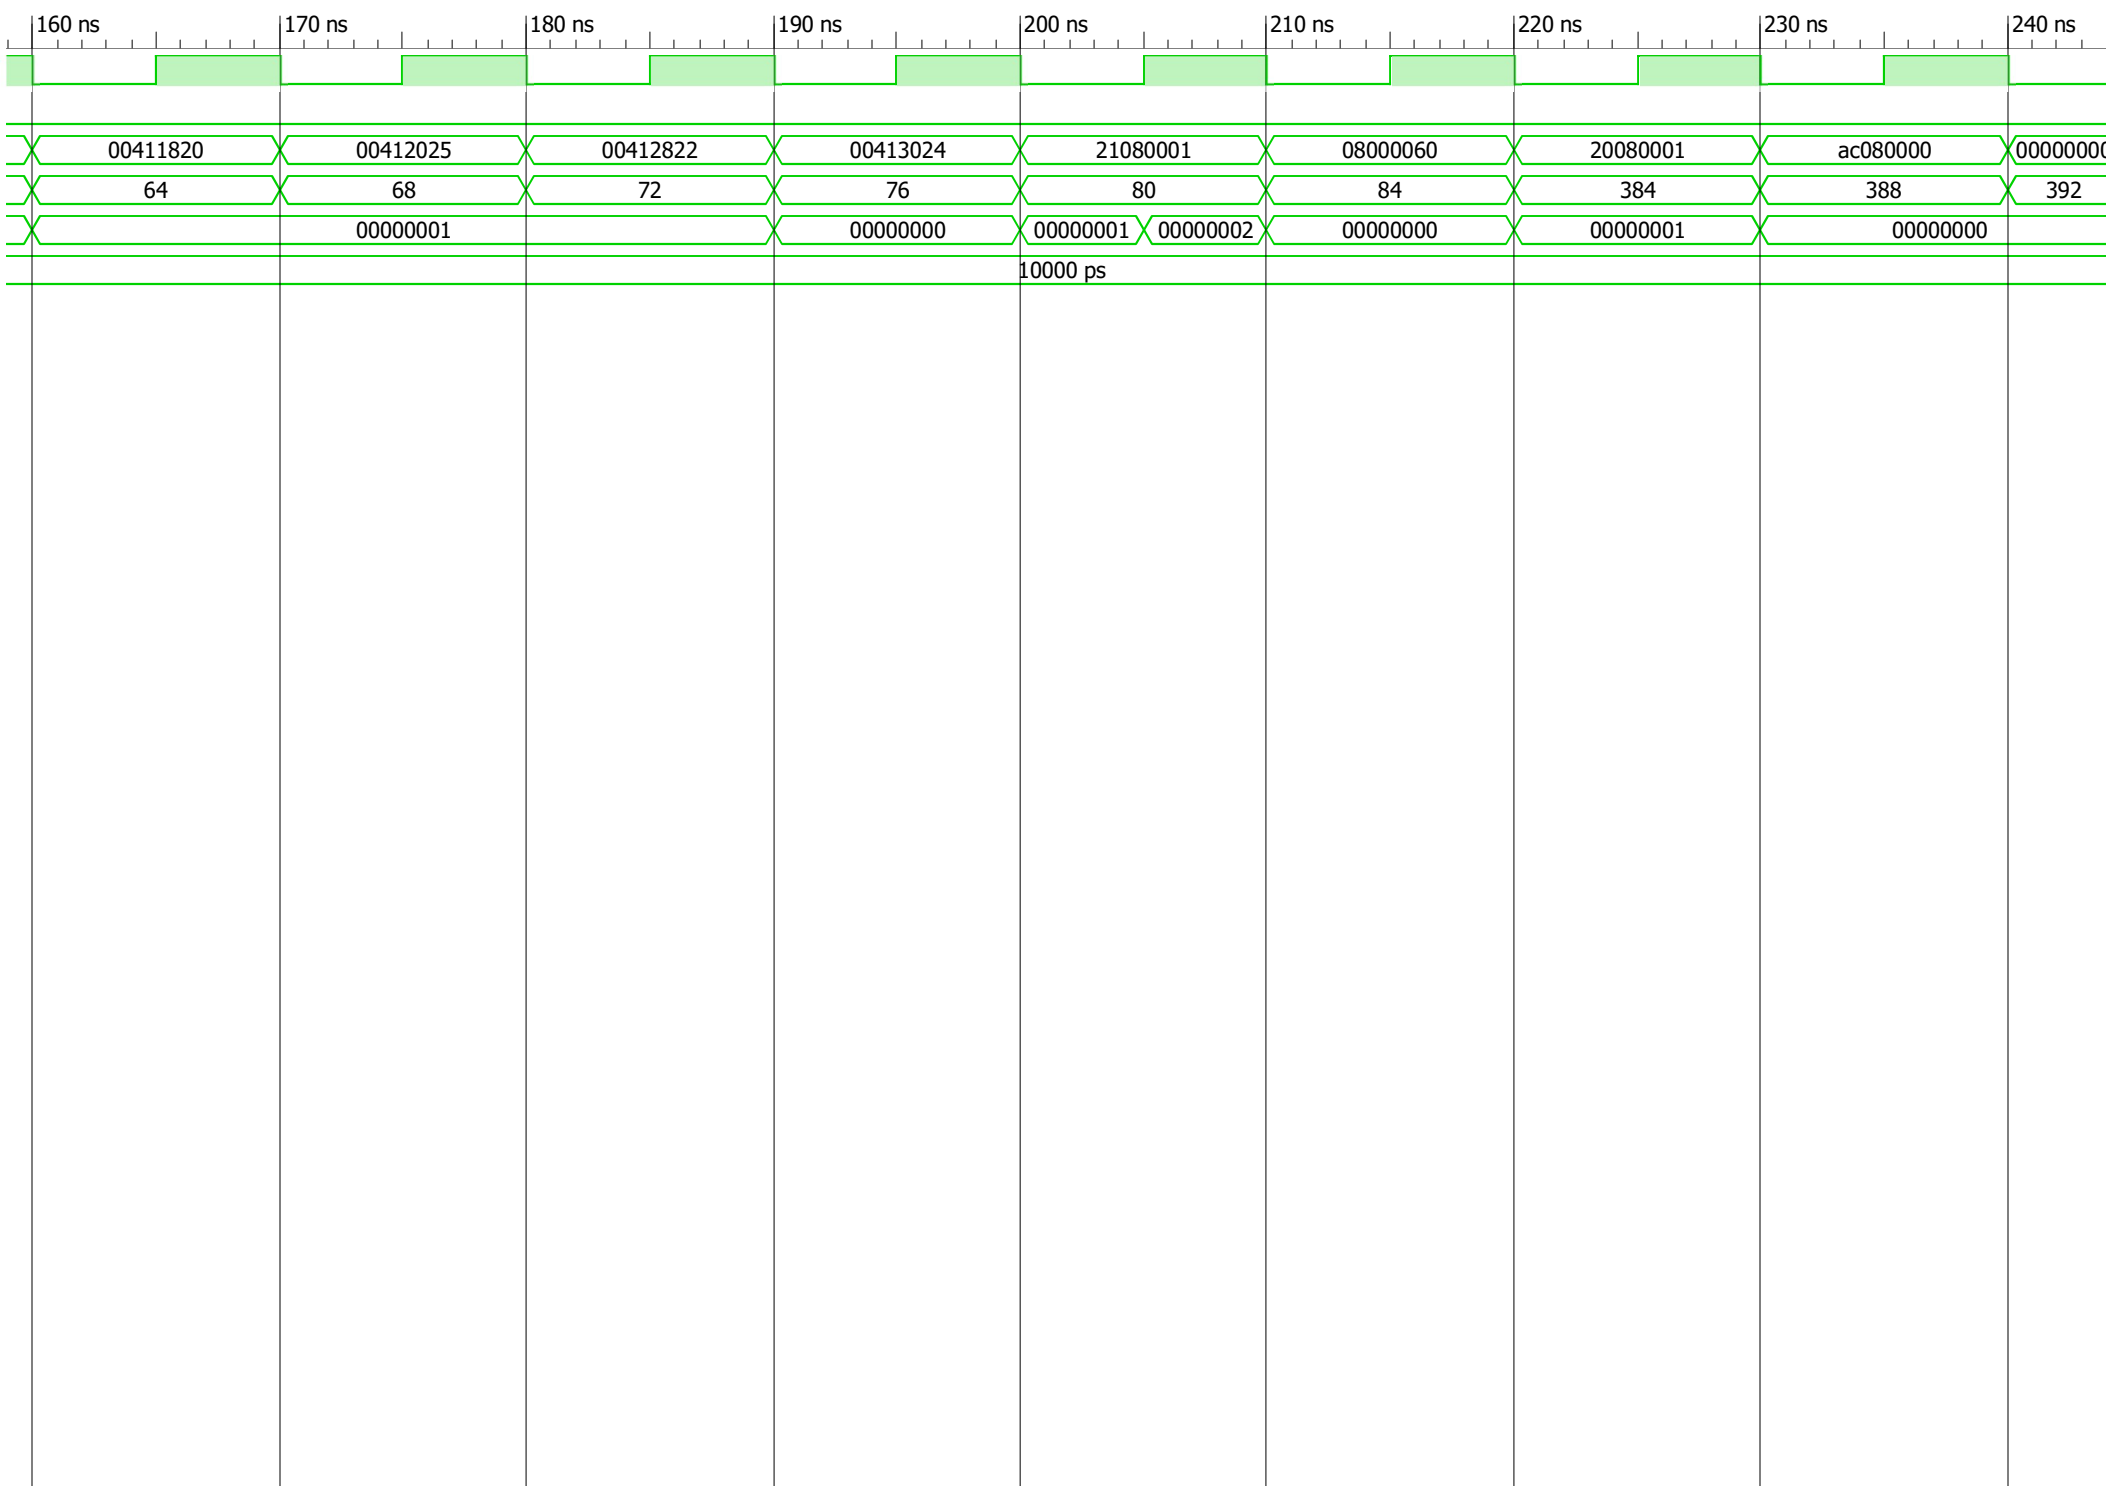 160 ns 170 ns 180 ns 190 ns 200 ns 210 ns 220 ns 230 ns 240 ns
00411820 00412025 00412822 00413024 21080001 08000060 20080001 ac080000 00000000
64 68 72 76 80 84 384 388 392
00000001 00000000 00000001 00000002 00000000 00000001 00000000
10000 ps